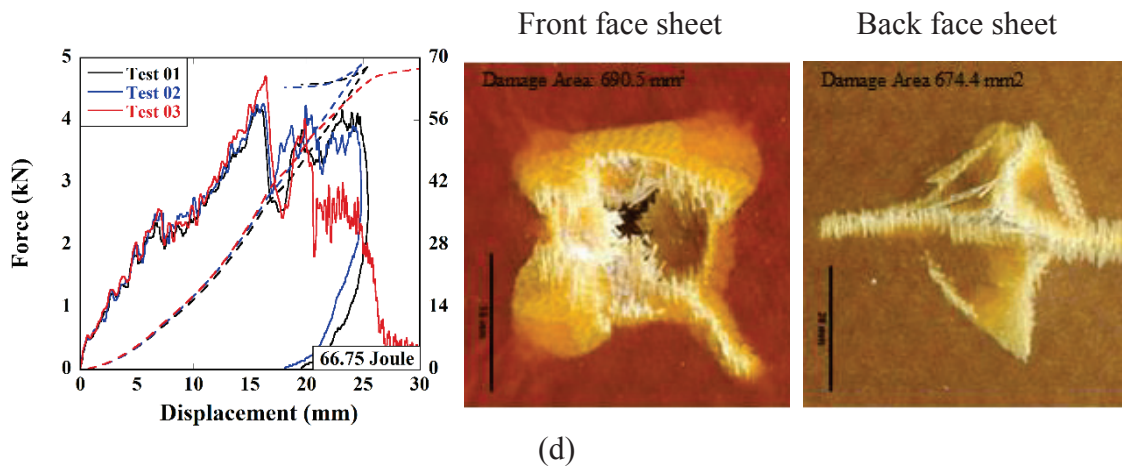 Front face sheet
Back face sheet
5
4
3
2
1
0
Force (kN)
Test 01
Test 02
Test 03
66.75 Joule
70
56
42
28
14
0
0 5 10 15 20 25 30
Displacement (mm)
Damage Area: 690.5 mm²
Damage Area 674.4 mm2
(d)